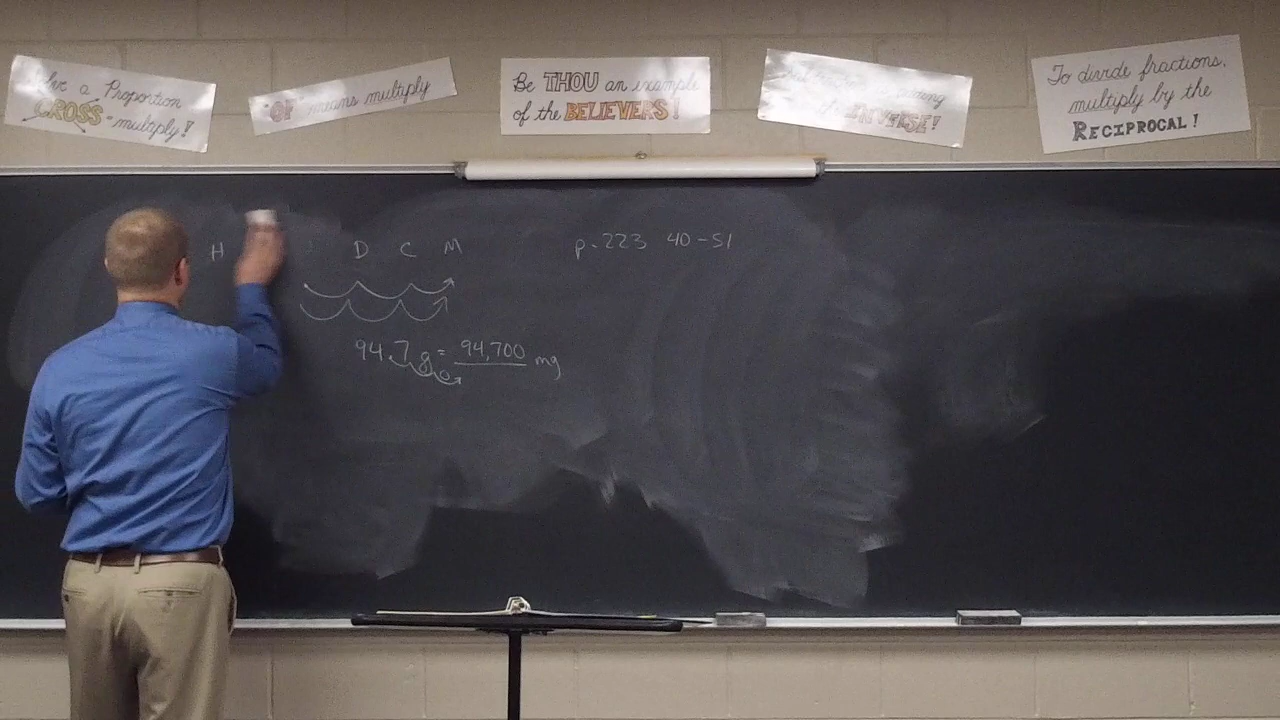 a Proportion
CROSS-multiply!
"OF" means multiply
Be THOU an example
of the BELIEVERS!
INVERSE!
To divide fractions,
multiply by the
RECIPROCAL!
H D C M
p. 223 40-51
94.7 g = 94,700 mg